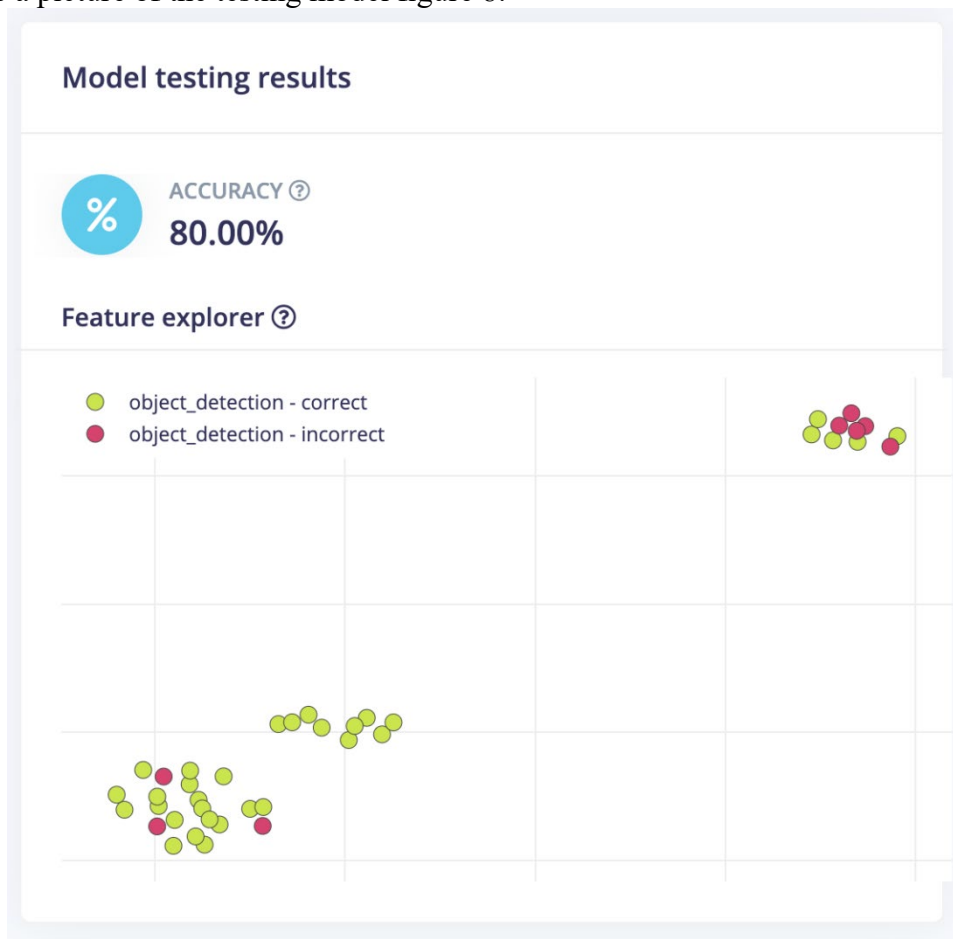 Model testing results
%
ACCURACY ?
80.00%
Feature explorer ?
object_detection - correct
object_detection - incorrect